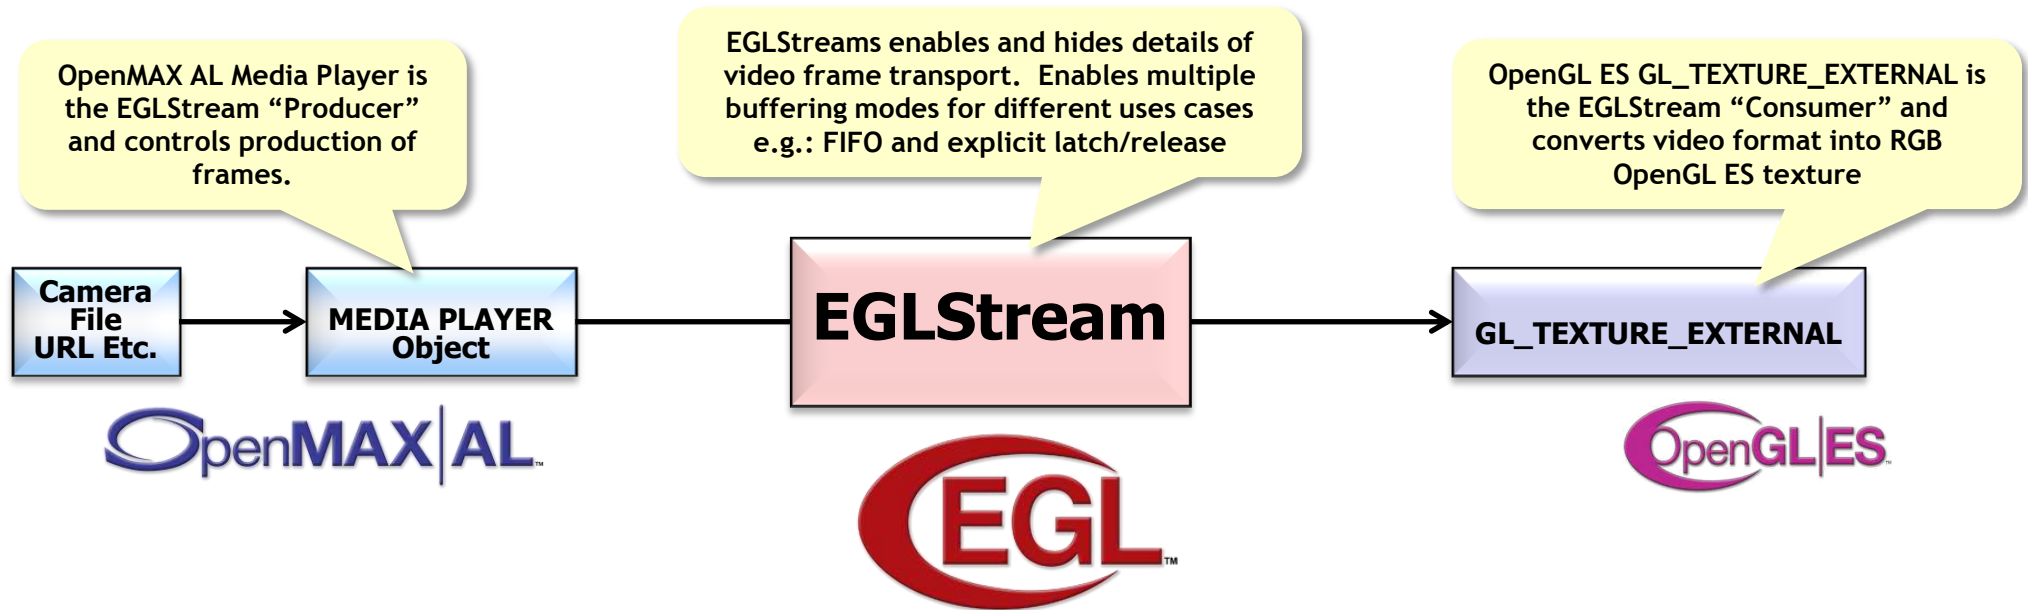 OpenMAX AL Media Player is
the EGLStream “Producer”
and controls production of
frames.
EGLStreams enables and hides details of
video frame transport.  Enables multiple
buffering modes for different uses cases
e.g.: FIFO and explicit latch/release
OpenGL ES GL_TEXTURE_EXTERNAL is
the EGLStream “Consumer” and
converts video format into RGB
OpenGL ES texture
Camera
File
URL Etc.
MEDIA PLAYER
Object
EGLStream
GL_TEXTURE_EXTERNAL
OpenMAX|AL™
EGL™
OpenGL|ES™